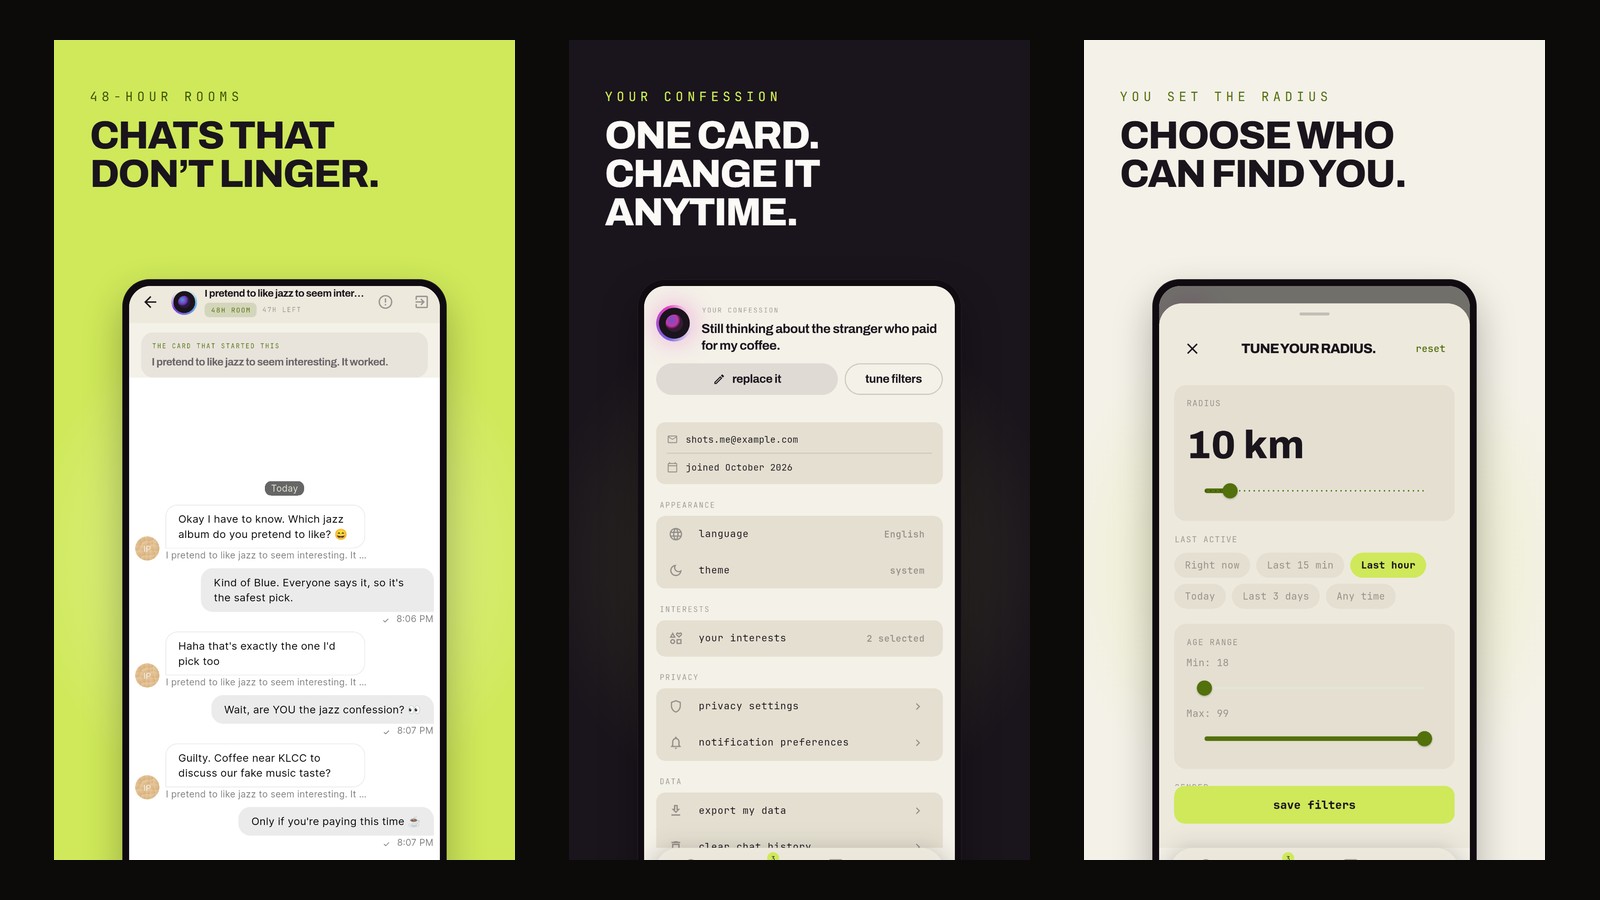 48-HOUR ROOMS
CHATS THAT
DON’T LINGER.
I pretend to like jazz to seem inter...
48H ROOM 47H LEFT
THE CARD THAT STARTED THIS
I pretend to like jazz to seem interesting. It worked.
Today
Okay I have to know. Which jazz
album do you pretend to like? 😄
IP
I pretend to like jazz to seem interesting. It ...
Kind of Blue. Everyone says it, so it's
the safest pick.
8:06 PM
Haha that's exactly the one I'd
pick too
IP
I pretend to like jazz to seem interesting. It ...
Wait, are YOU the jazz confession? 👀
8:07 PM
Guilty. Coffee near KLCC to
discuss our fake music taste?
IP
I pretend to like jazz to seem interesting. It ...
Only if you're paying this time ☕
8:07 PM
YOUR CONFESSION
ONE CARD.
CHANGE IT
ANYTIME.
YOUR CONFESSION
Still thinking about the stranger who paid
for my coffee.
replace it
tune filters
shots.me@example.com
joined October 2026
APPEARANCE
language English
theme system
INTERESTS
your interests 2 selected
PRIVACY
privacy settings
notification preferences
DATA
export my data
clear chat history
YOU SET THE RADIUS
CHOOSE WHO
CAN FIND YOU.
TUNE YOUR RADIUS.
reset
RADIUS
10 km
LAST ACTIVE
Right now Last 15 min Last hour
Today Last 3 days Any time
AGE RANGE
Min: 18
Max: 99
save filters